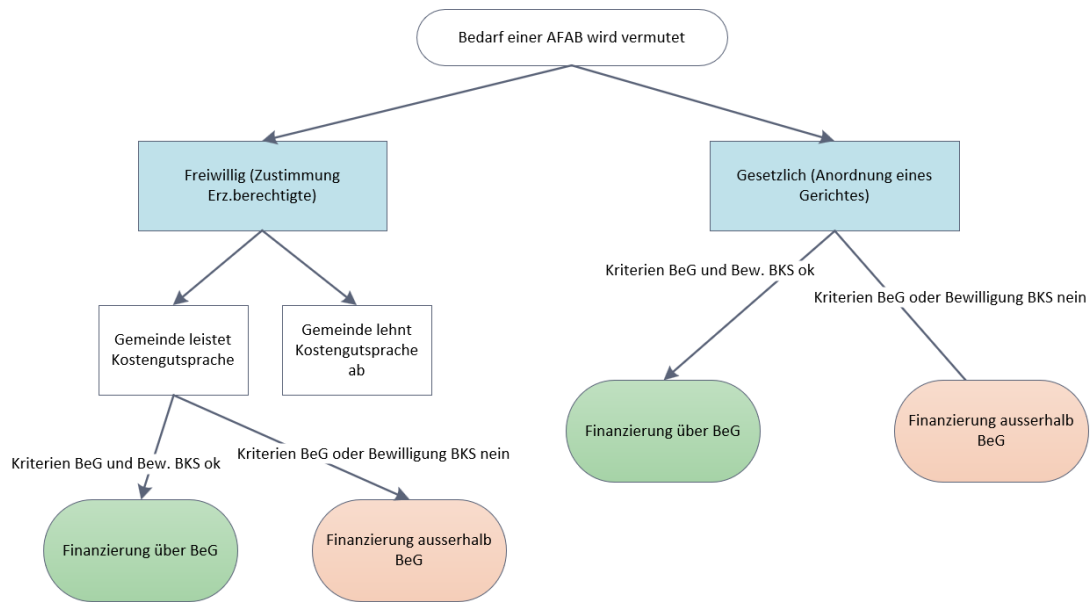 Bedarf einer AFAB wird vermutet
Freiwillig (Zustimmung
Erz.berechtigte)
Gesetzlich (Anordnung eines
Gerichtes)
Kriterien BeG und Bew. BKS ok
Kriterien BeG oder Bewilligung BKS nein
Gemeinde leistet
Kostengutsprache
Gemeinde lehnt
Kostengutsprache
ab
Finanzierung über BeG
Finanzierung ausserhalb
BeG
Kriterien BeG und Bew. BKS ok
Kriterien BeG oder Bewilligung BKS nein
Finanzierung über BeG
Finanzierung ausserhalb
BeG